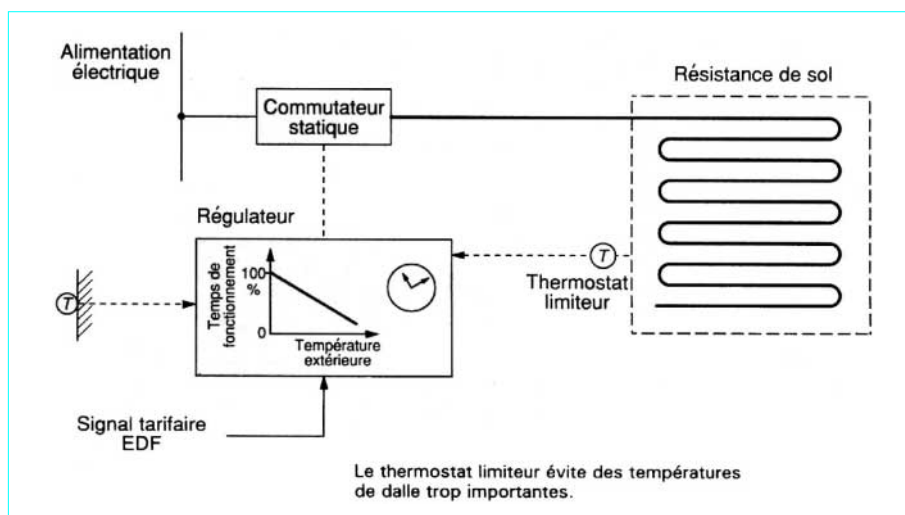 Alimentation
électrique
Commutateur
statique
Résistance de sol
Régulateur
Temps de
fonctionnement
100
%
0
Température
extérieure
T
T
Thermostat
limiteur
Signal tarifaire
EDF
Le thermostat limiteur évite des températures
de dalle trop importantes.